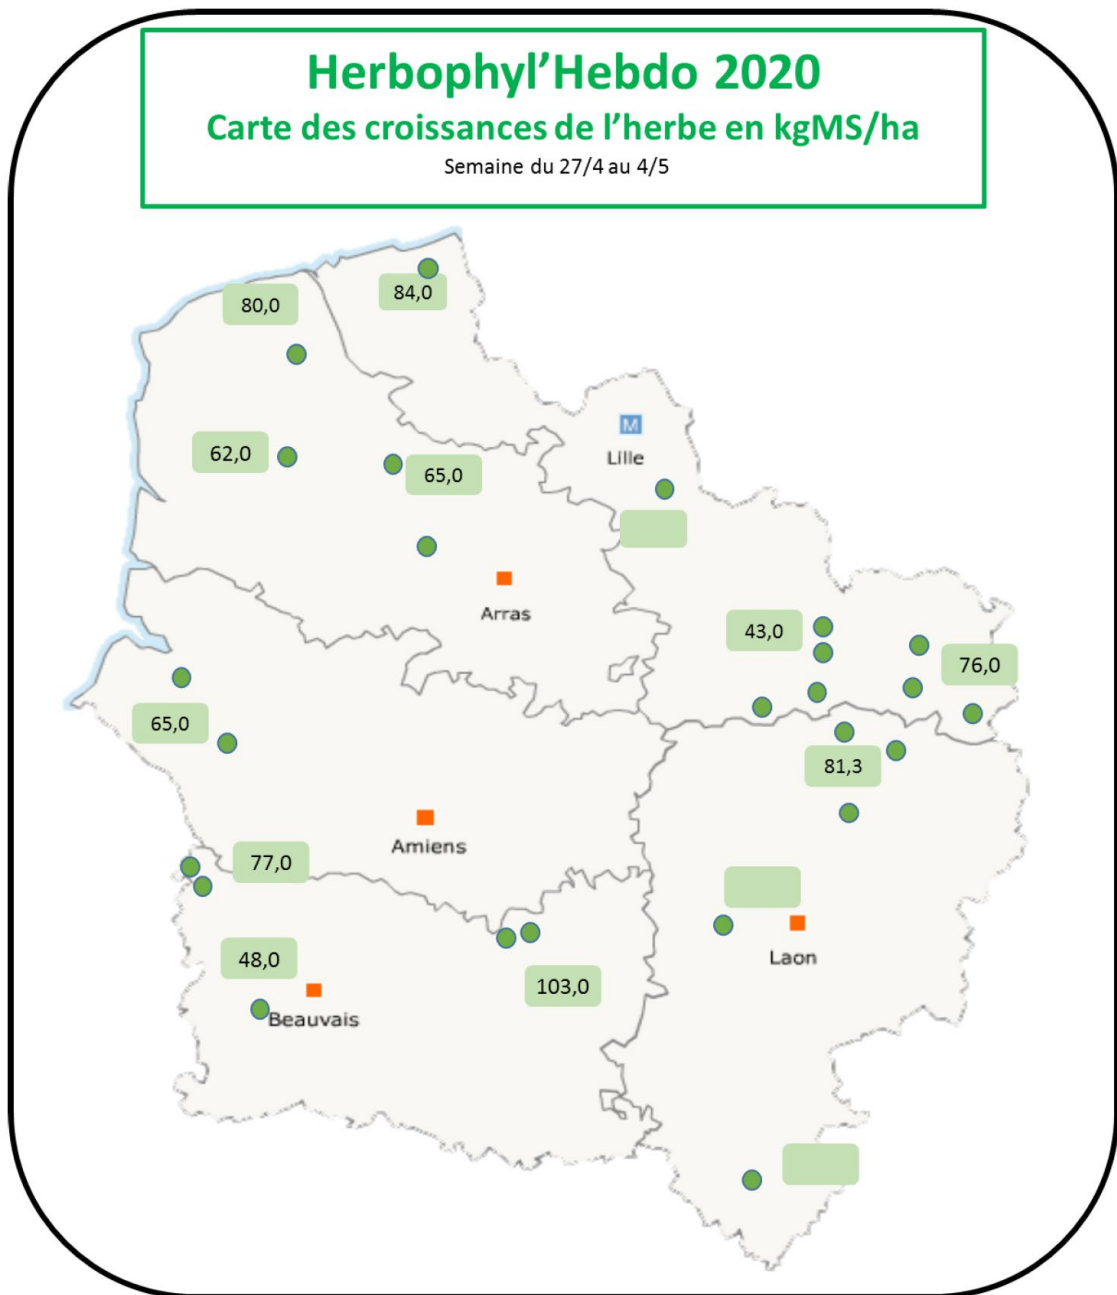 Herbophyl’Hebdo 2020
Carte des croissances de l’herbe en kgMS/ha
Semaine du 27/4 au 4/5
84,0
80,0
M
Lille
62,0
65,0
Arras
43,0
76,0
65,0
81,3
Amiens
77,0
48,0
Laon
103,0
Beauvais